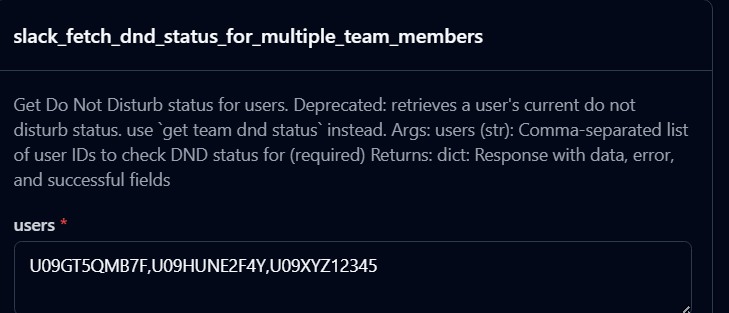 slack_fetch_dnd_status_for_multiple_team_members
Get Do Not Disturb status for users. Deprecated: retrieves a user's current do not
disturb status. use `get team dnd status` instead. Args: users (str): Comma-separated list
of user IDs to check DND status for (required) Returns: dict: Response with data, error,
and successful fields
users *
U09GT5QMB7F,U09HUNE2F4Y,U09XYZ12345